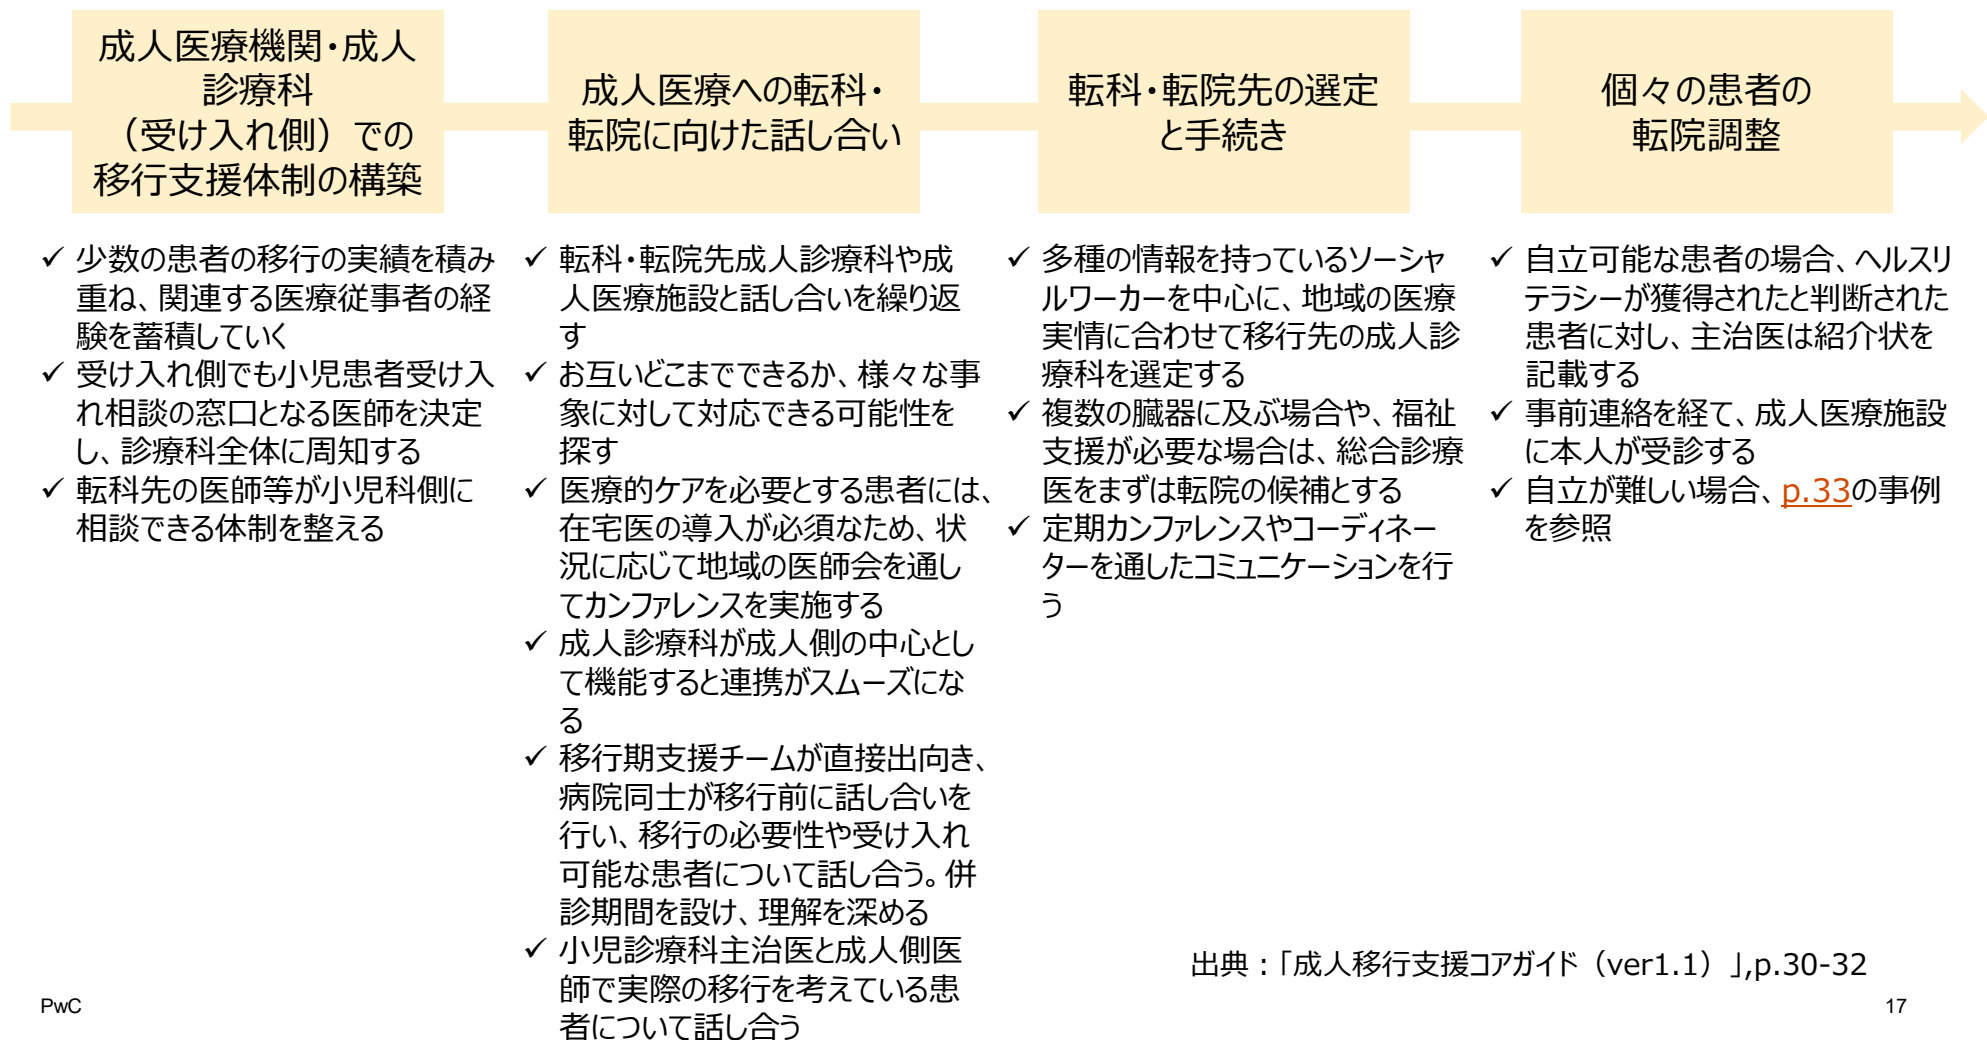 成人医療機関・成人
診療科
（受け入れ側）での
移行支援体制の構築
成人医療への転科・
転院に向けた話し合い
転科・転院先の選定
と手続き
個々の患者の
転院調整
✓ 少数の患者の移行の実績を積み
重ね、関連する医療従事者の経
験を蓄積していく
✓ 受け入れ側でも小児患者受け入
れ相談の窓口となる医師を決定
し、診療科全体に周知する
✓ 転科先の医師等が小児科側に
相談できる体制を整える
✓ 転科・転院先成人診療科や成
人医療施設と話し合いを繰り返
す
✓ お互いどこまでできるか、様々な事
象に対して対応できる可能性を
探す
✓ 医療的ケアを必要とする患者には、
在宅医の導入が必須なため、状
況に応じて地域の医師会を通し
てカンファレンスを実施する
✓ 成人診療科が成人側の中心とし
て機能すると連携がスムーズにな
る
✓ 移行期支援チームが直接出向き、
病院同士が移行前に話し合いを
行い、移行の必要性や受け入れ
可能な患者について話し合う。併
診期間を設け、理解を深める
✓ 小児診療科主治医と成人側医
師で実際の移行を考えている患
者について話し合う
✓ 多種の情報を持っているソーシャ
ルワーカーを中心に、地域の医療
実情に合わせて移行先の成人診
療科を選定する
✓ 複数の臓器に及ぶ場合や、福祉
支援が必要な場合は、総合診療
医をまずは転院の候補とする
✓ 定期カンファレンスやコーディネー
ターを通したコミュニケーションを行
う
✓ 自立可能な患者の場合、ヘルスリ
テラシーが獲得されたと判断された
患者に対し、主治医は紹介状を
記載する
✓ 事前連絡を経て、成人医療施設
に本人が受診する
✓ 自立が難しい場合、p.33の事例
を参照
出典：「成人移行支援コアガイド（ver1.1）」,p.30-32
PwC
17